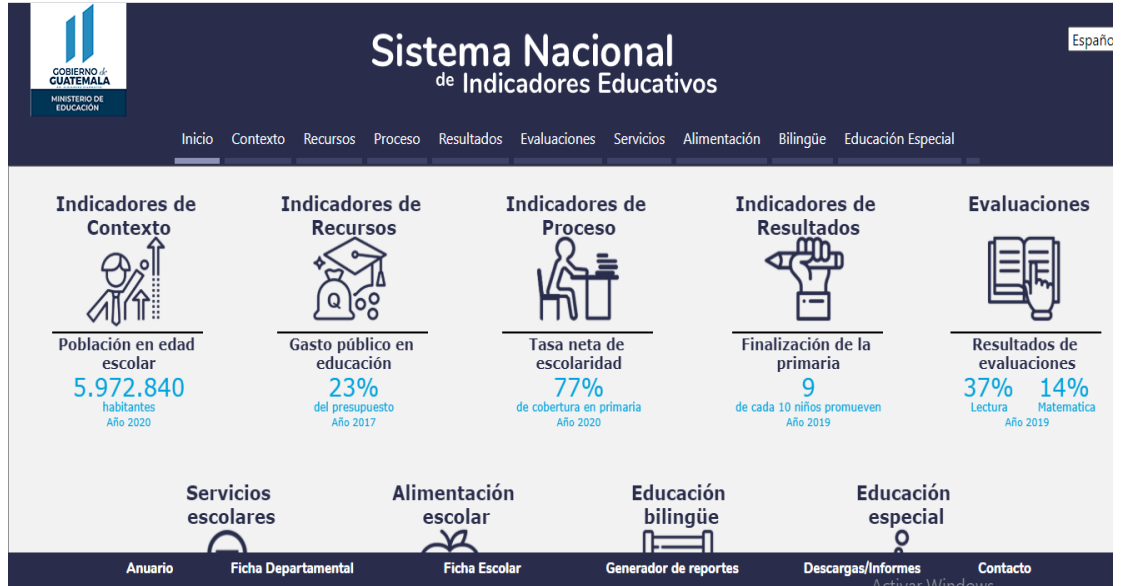 GOBIERNO de
GUATEMALA
MINISTERIO DE
EDUCACIÓN
Sistema Nacional
de Indicadores Educativos
Españo
Inicio Contexto Recursos Proceso Resultados Evaluaciones Servicios Alimentación Bilingüe Educación Especial
Indicadores de
Contexto
Población en edad
escolar
5.972.840
habitantes
Año 2020
Indicadores de
Recursos
Q
Gasto público en
educación
23%
del presupuesto
Año 2017
Indicadores de
Proceso
Tasa neta de
escolaridad
77%
de cobertura en primaria
Año 2020
Indicadores de
Resultados
Finalización de la
primaria
9
de cada 10 niños promueven
Año 2019
Evaluaciones
Resultados de
evaluaciones
37% 14%
Lectura Matematica
Año 2019
Servicios
escolares
Alimentación
escolar
Educación
bilingüe
Educación
especial
Anuario Ficha Departamental Ficha Escolar Generador de reportes Descargas/Informes Contacto
Activar Windows